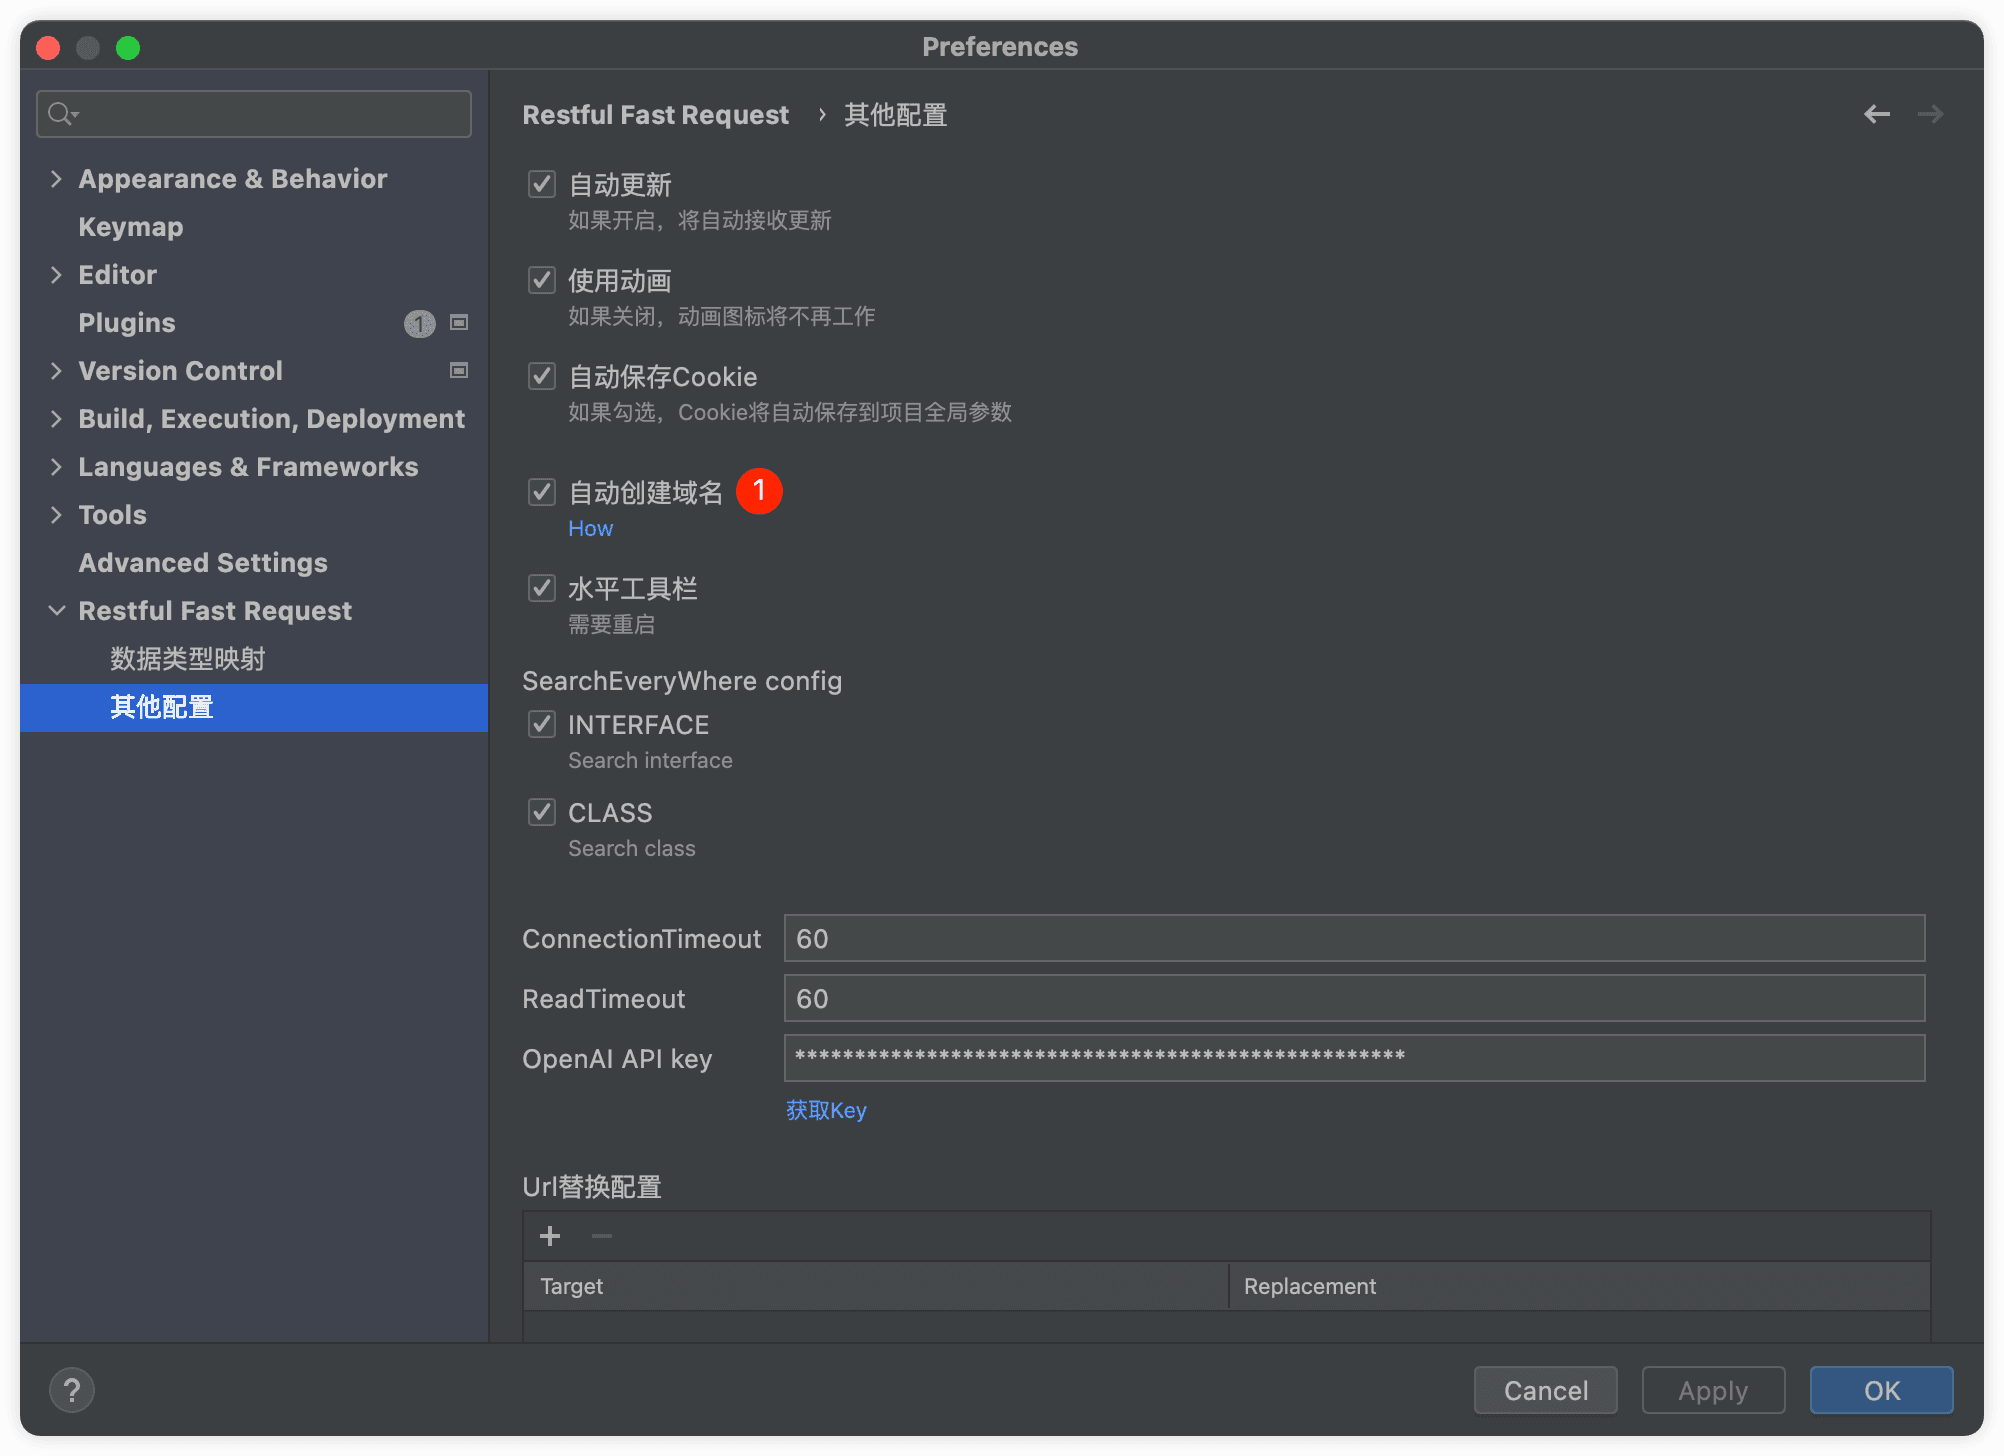 Preferences
Appearance & Behavior
Keymap
Editor
Plugins 1
Version Control
Build, Execution, Deployment
Languages & Frameworks
Tools
Advanced Settings
Restful Fast Request
数据类型映射
其他配置
Restful Fast Request › 其他配置
自动更新
如果开启，将自动接收更新
使用动画
如果关闭，动画图标将不再工作
自动保存Cookie
如果勾选，Cookie将自动保存到项目全局参数
自动创建域名 1
How
水平工具栏
需要重启
SearchEveryWhere config
INTERFACE
Search interface
CLASS
Search class
ConnectionTimeout 60
ReadTimeout 60
OpenAI API key ***************************************************
获取Key
Url替换配置
Target Replacement
? Cancel Apply OK